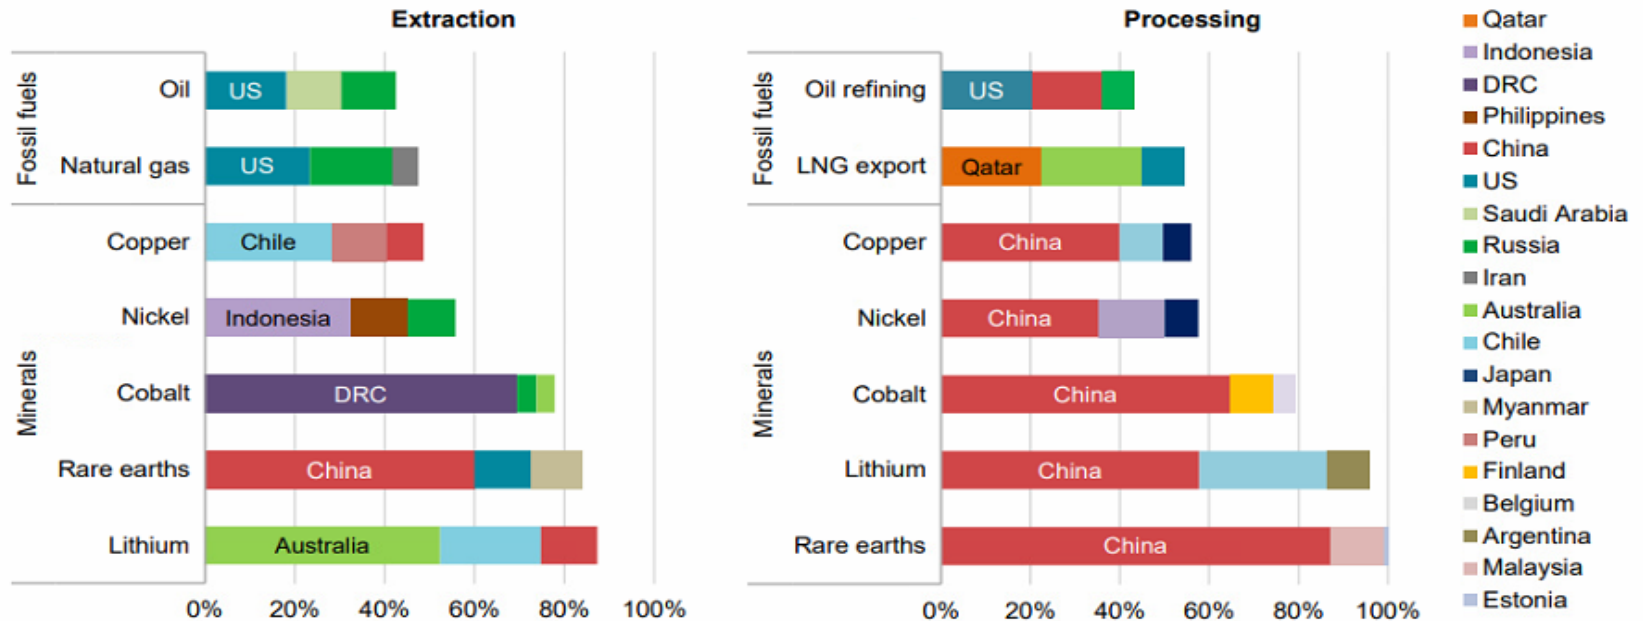 Extraction
Fossil fuels
Oil
US
Natural gas
US
Minerals
Copper
Chile
Nickel
Indonesia
Cobalt
DRC
Rare earths
China
Lithium
Australia
0% 20% 40% 60% 80% 100%
Processing
Fossil fuels
Oil refining
US
LNG export
Qatar
Minerals
Copper
China
Nickel
China
Cobalt
China
Lithium
China
Rare earths
China
0% 20% 40% 60% 80% 100%
Qatar
Indonesia
DRC
Philippines
China
US
Saudi Arabia
Russia
Iran
Australia
Chile
Japan
Myanmar
Peru
Finland
Belgium
Argentina
Malaysia
Estonia